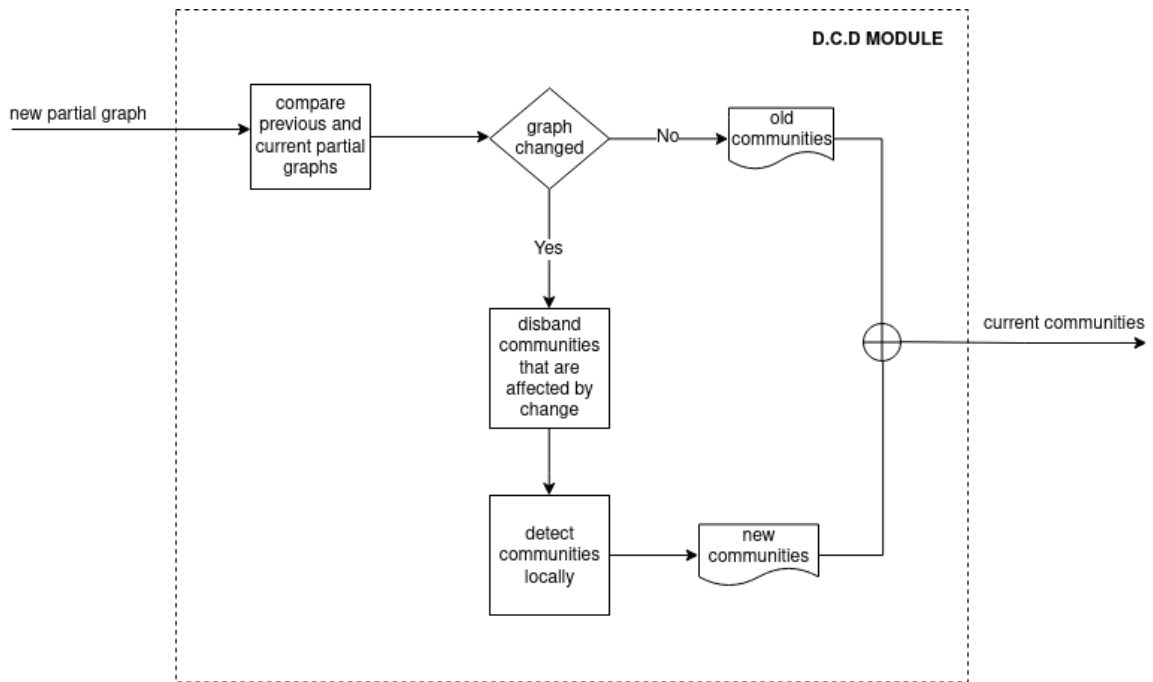 D.C.D MODULE
new partial graph
compare
previous and
current partial
graphs
graph
changed
No
old
communities
Yes
disband
communities
that are
affected by
change
current communities
detect
communities
locally
new
communities